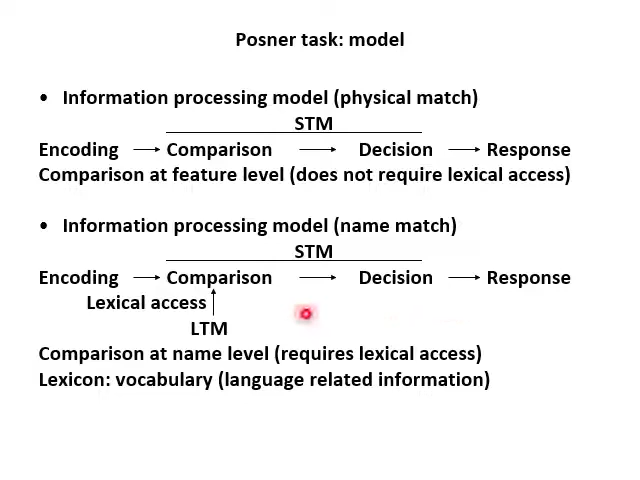 Posner task: model
• Information processing model (physical match)
STM
Encoding → Comparison → Decision → Response
Comparison at feature level (does not require lexical access)
• Information processing model (name match)
STM
Encoding → Comparison → Decision → Response
Lexical access
LTM
Comparison at name level (requires lexical access)
Lexicon: vocabulary (language related information)